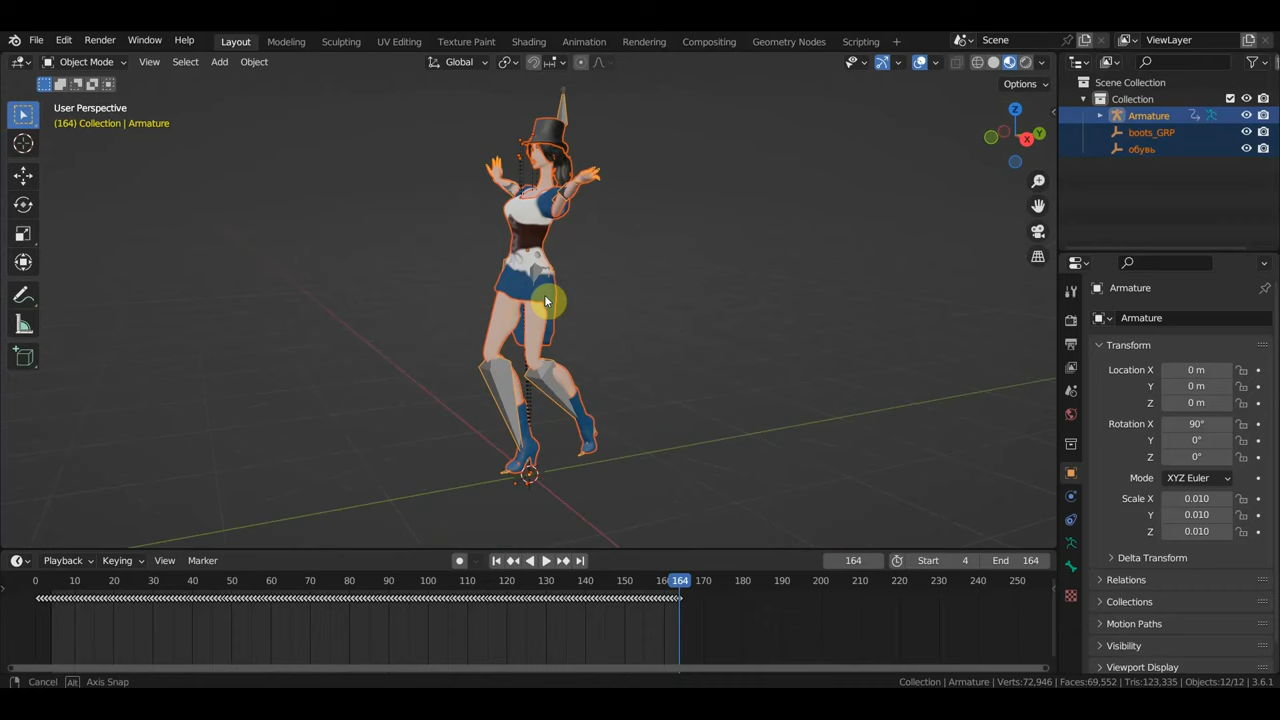 File Edit Render Window Help Layout Modeling Sculpting UV Editing Texture Paint Shading Animation Rendering Compositing Geometry Nodes Scripting + Scene ViewLayer
Object Mode View Select Add Object Global
Options
User Perspective
(164) Collection | Armature
Z
Y
X
Scene Collection
Collection
Armature
boots_GRP
обувь
Armature
Armature
Transform
Location X 0 m
Y 0 m
Z 0 m
Rotation X 90°
Y 0°
Z 0°
Mode XYZ Euler
Scale X 0.010
Y 0.010
Z 0.010
Delta Transform
Relations
Collections
Motion Paths
Visibility
Viewport Display
Playback Keying View Marker 164 Start 4 End 164
0 10 20 30 40 50 60 70 80 90 100 110 120 130 140 150 164 170 180 190 200 210 220 230 240 250
Cancel Alt Axis Snap Collection | Armature | Verts:72,946 | Faces:69,552 | Tris:123,335 | Objects:12/12 | 3.6.1